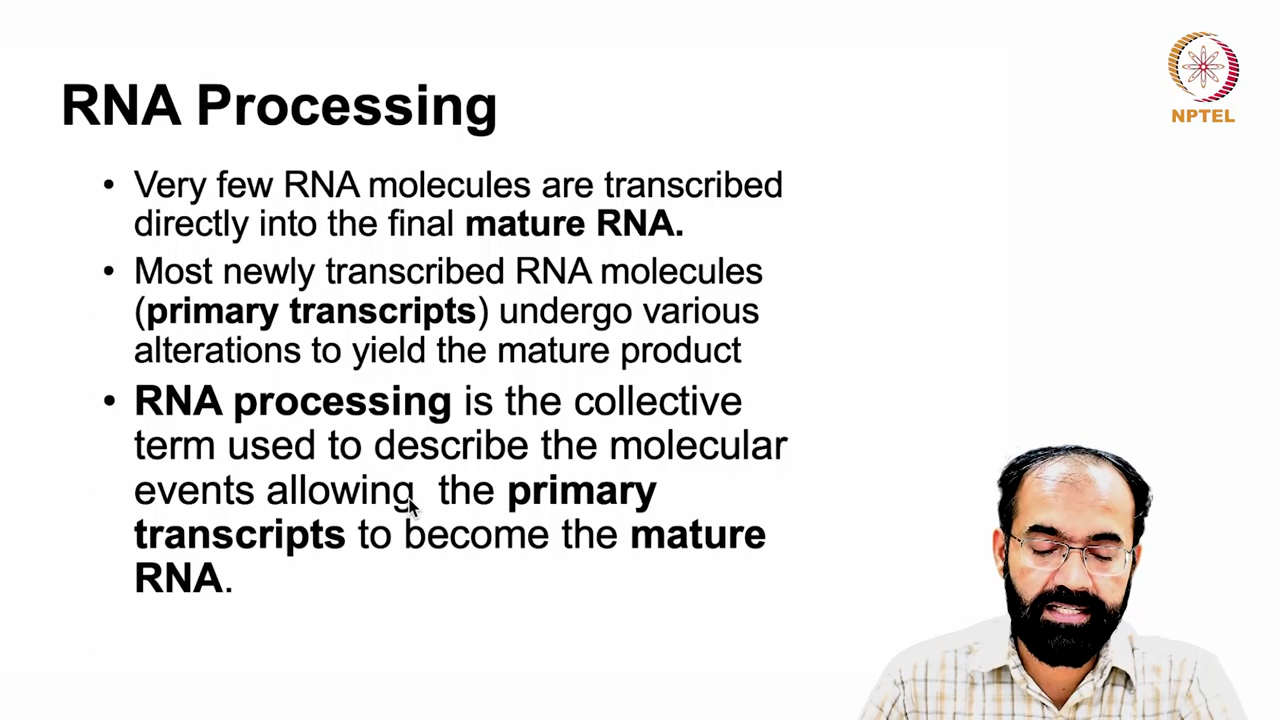 RNA Processing
NPTEL
• Very few RNA molecules are transcribed
directly into the final mature RNA.
• Most newly transcribed RNA molecules
(primary transcripts) undergo various
alterations to yield the mature product
• RNA processing is the collective
term used to describe the molecular
events allowing the primary
transcripts to become the mature
RNA.